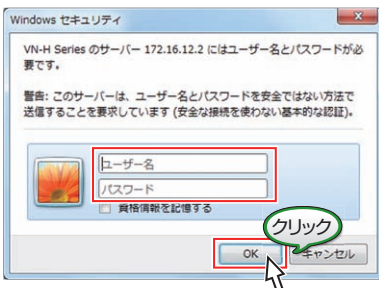 Windows セキュリティ
VN-H Series のサーバー 172.16.12.2 にはユーザー名とパスワードが必
要です。
警告: このサーバーは、ユーザー名とパスワードを安全ではない方法で
送信することを要求しています (安全な接続を使わない基本的な認証)。
ユーザー名
パスワード
資格情報を記憶する
クリック
OK
キャンセル